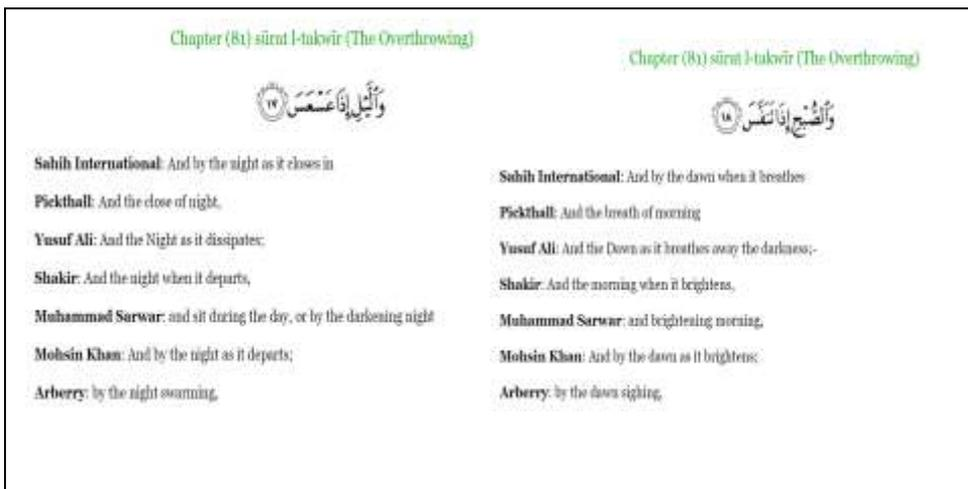 Chapter (81) sūrat l-takwīr (The Overthrowing)
وَٱلَّيْلِ إِذَا عَسْعَسَ ١٧
Sahih International: And by the night as it closes in
Pickthall: And the close of night,
Yusuf Ali: And the Night as it dissipates;
Shakir: And the night when it departs,
Muhammad Sarwar: and sit during the day, or by the darkening night
Mohsin Khan: And by the night as it departs;
Arberry: by the night swarming,
Chapter (81) sūrat l-takwīr (The Overthrowing)
وَٱلصُّبْحِ إِذَا تَنَفَّسَ ١٨
Sahih International: And by the dawn when it breathes
Pickthall: And the breath of morning
Yusuf Ali: And the Dawn as it breathes away the darkness;-
Shakir: And the morning when it brightens,
Muhammad Sarwar: and brightening morning,
Mohsin Khan: And by the dawn as it brightens;
Arberry: by the dawn sighing,